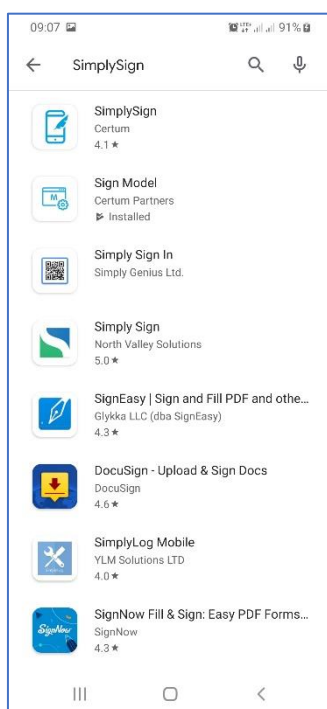 09:07 91%
SimplySign
SimplySign
Certum
4.1 ★
Sign Model
Certum Partners
Installed
Simply Sign In
Simply Genius Ltd.
Simply Sign
North Valley Solutions
5.0 ★
SignEasy | Sign and Fill PDF and othe...
Glykka LLC (dba SignEasy)
4.3 ★
DocuSign - Upload & Sign Docs
DocuSign
4.6 ★
SimplyLog Mobile
YLM Solutions LTD
4.0 ★
SignNow Fill & Sign: Easy PDF Forms...
SignNow
SignNow
4.3 ★